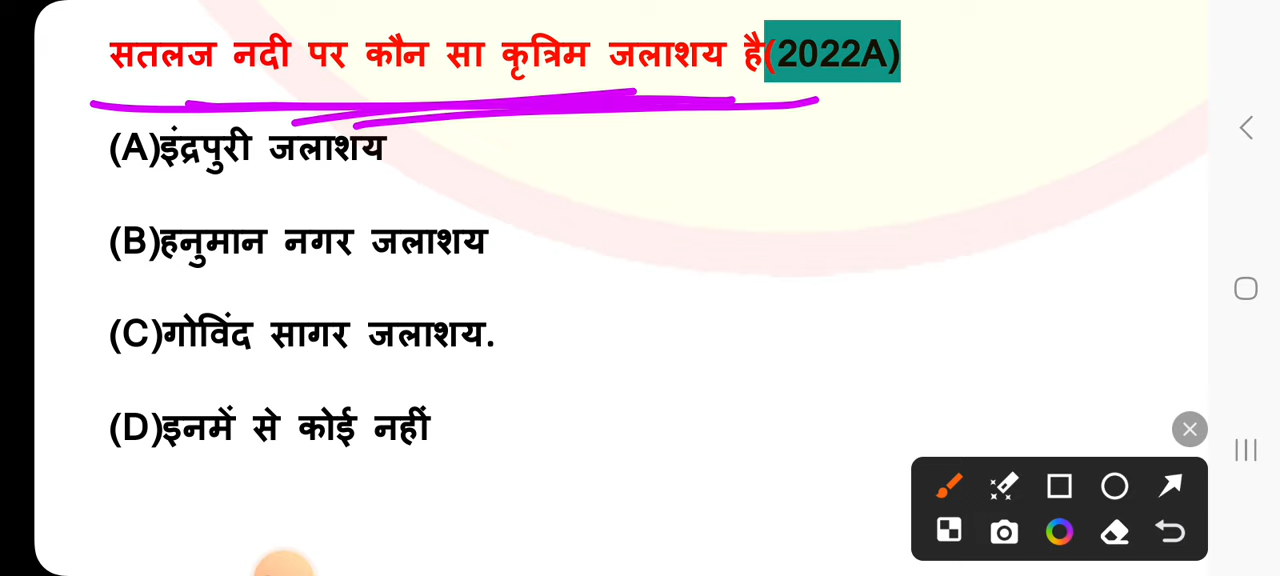 सतलज नदी पर कौन सा कृत्रिम जलाशय है(2022A)
(A)इंद्रपुरी जलाशय
(B)हनुमान नगर जलाशय
(C)गोविंद सागर जलाशय.
(D)इनमें से कोई नहीं